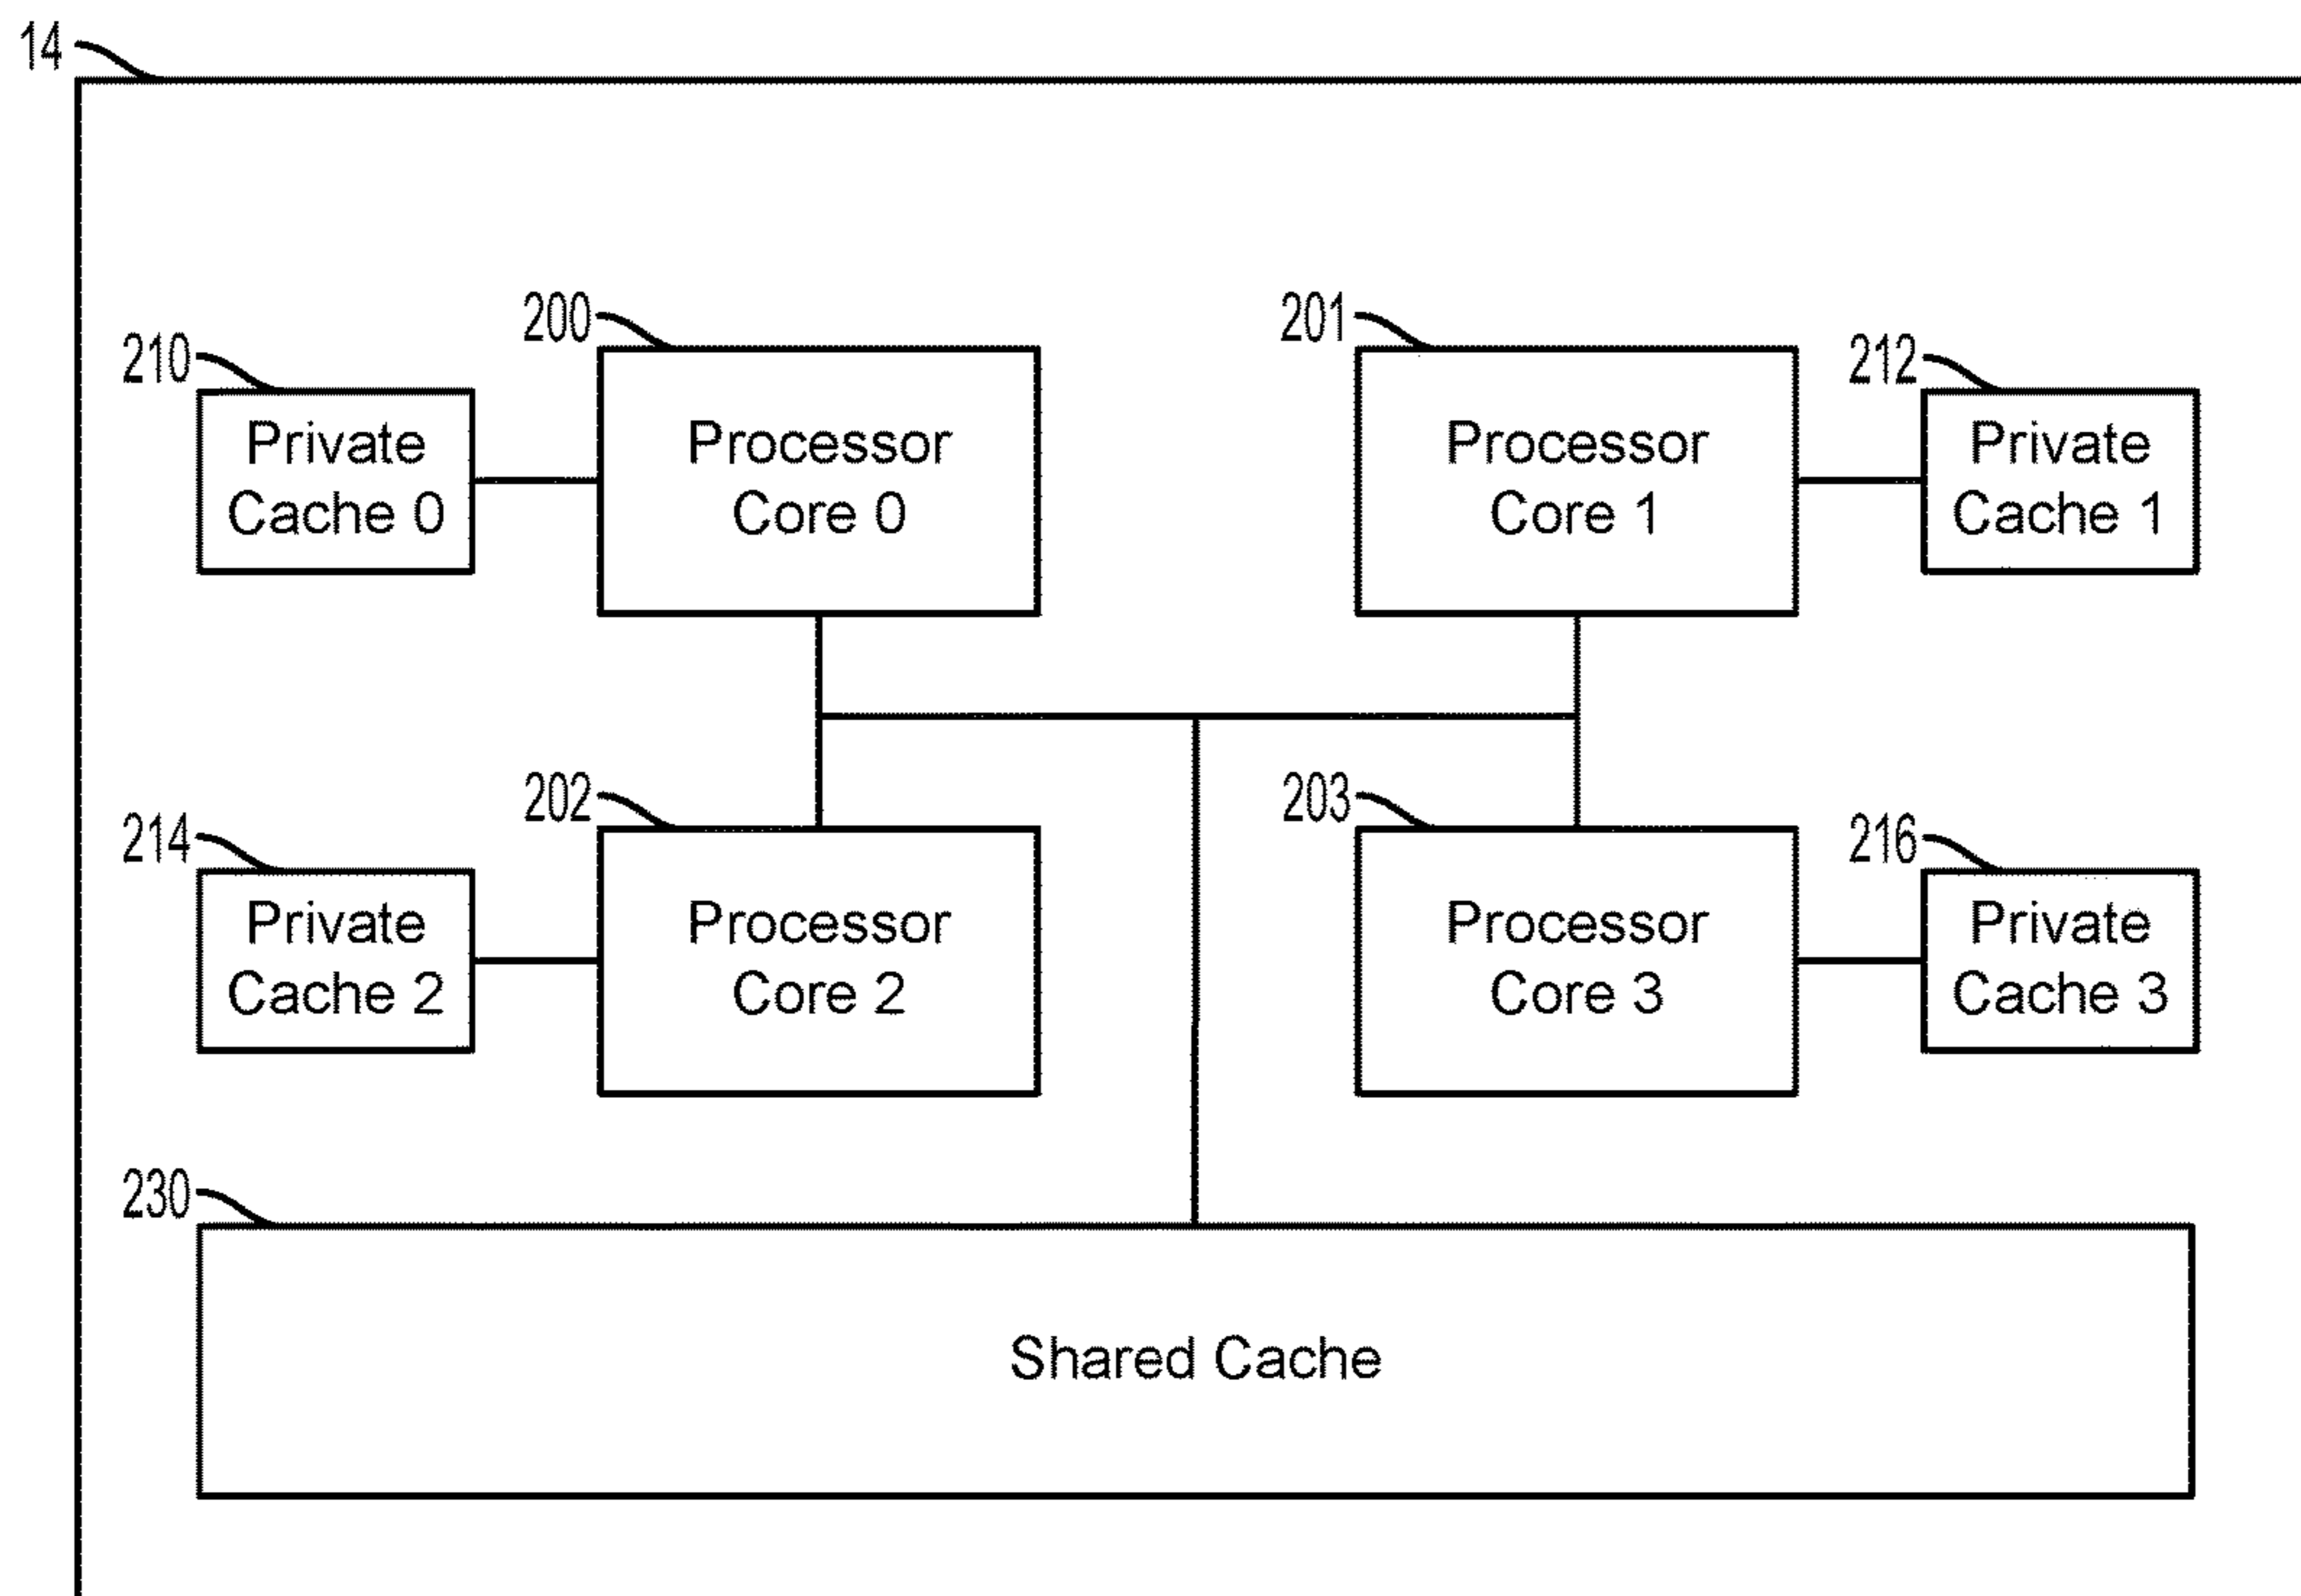 14
200
201
210
212
Private
Cache 0
Processor
Core 0
Processor
Core 1
Private
Cache 1
202
203
214
216
Private
Cache 2
Processor
Core 2
Processor
Core 3
Private
Cache 3
230
Shared Cache